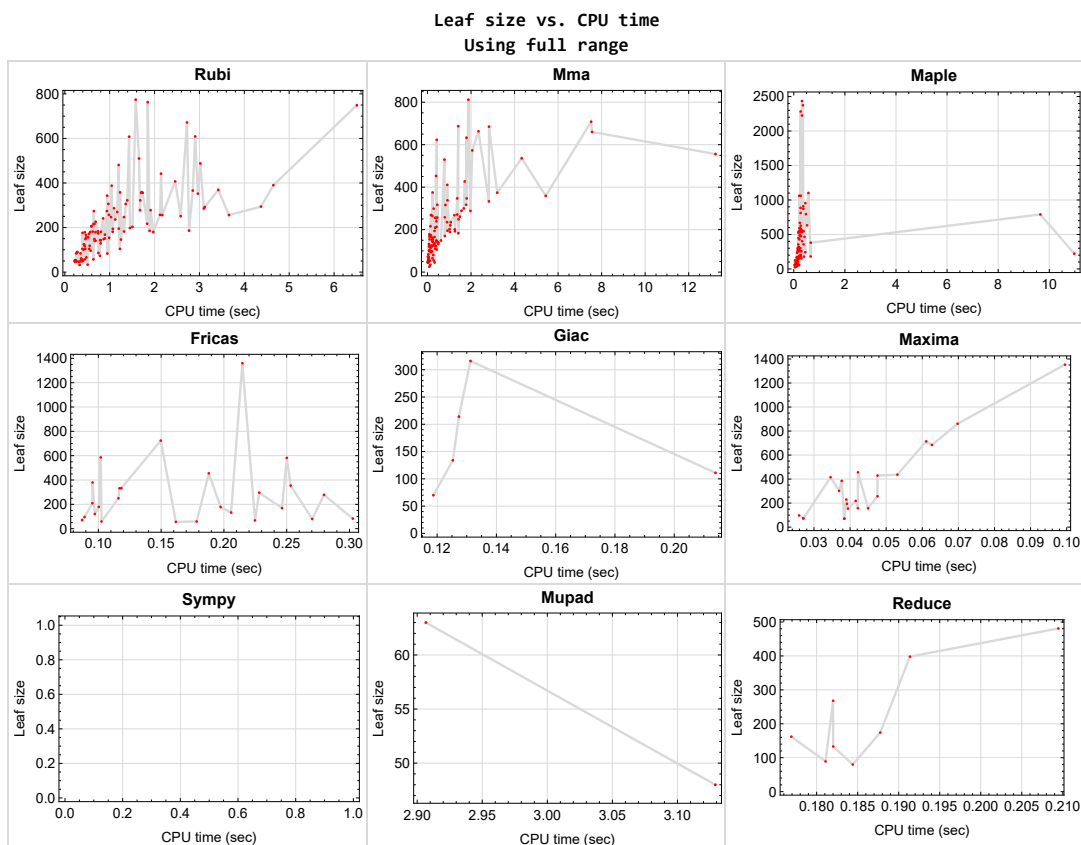 Leaf size vs. CPU time
Using full range
Rubi
Leaf size
800
600
400
200
0
0 1 2 3 4 5 6
CPU time (sec)
Mma
Leaf size
800
600
400
200
0
0 2 4 6 8 10 12
CPU time (sec)
Maple
Leaf size
2500
2000
1500
1000
500
0
0 2 4 6 8 10
CPU time (sec)
Fricas
Leaf size
1400
1200
1000
800
600
400
200
0
0.10 0.15 0.20 0.25 0.30
CPU time (sec)
Giac
Leaf size
300
250
200
150
100
50
0
0.12 0.14 0.16 0.18 0.20
CPU time (sec)
Maxima
Leaf size
1400
1200
1000
800
600
400
200
0
0.03 0.04 0.05 0.06 0.07 0.08 0.09 0.10
CPU time (sec)
Sympy
Leaf size
1.0
0.8
0.6
0.4
0.2
0.0
0.0 0.2 0.4 0.6 0.8 1.0
CPU time (sec)
Mupad
Leaf size
60
55
50
2.90 2.95 3.00 3.05 3.10
CPU time (sec)
Reduce
Leaf size
500
400
300
200
100
0
0.180 0.185 0.190 0.195 0.200 0.205 0.210
CPU time (sec)